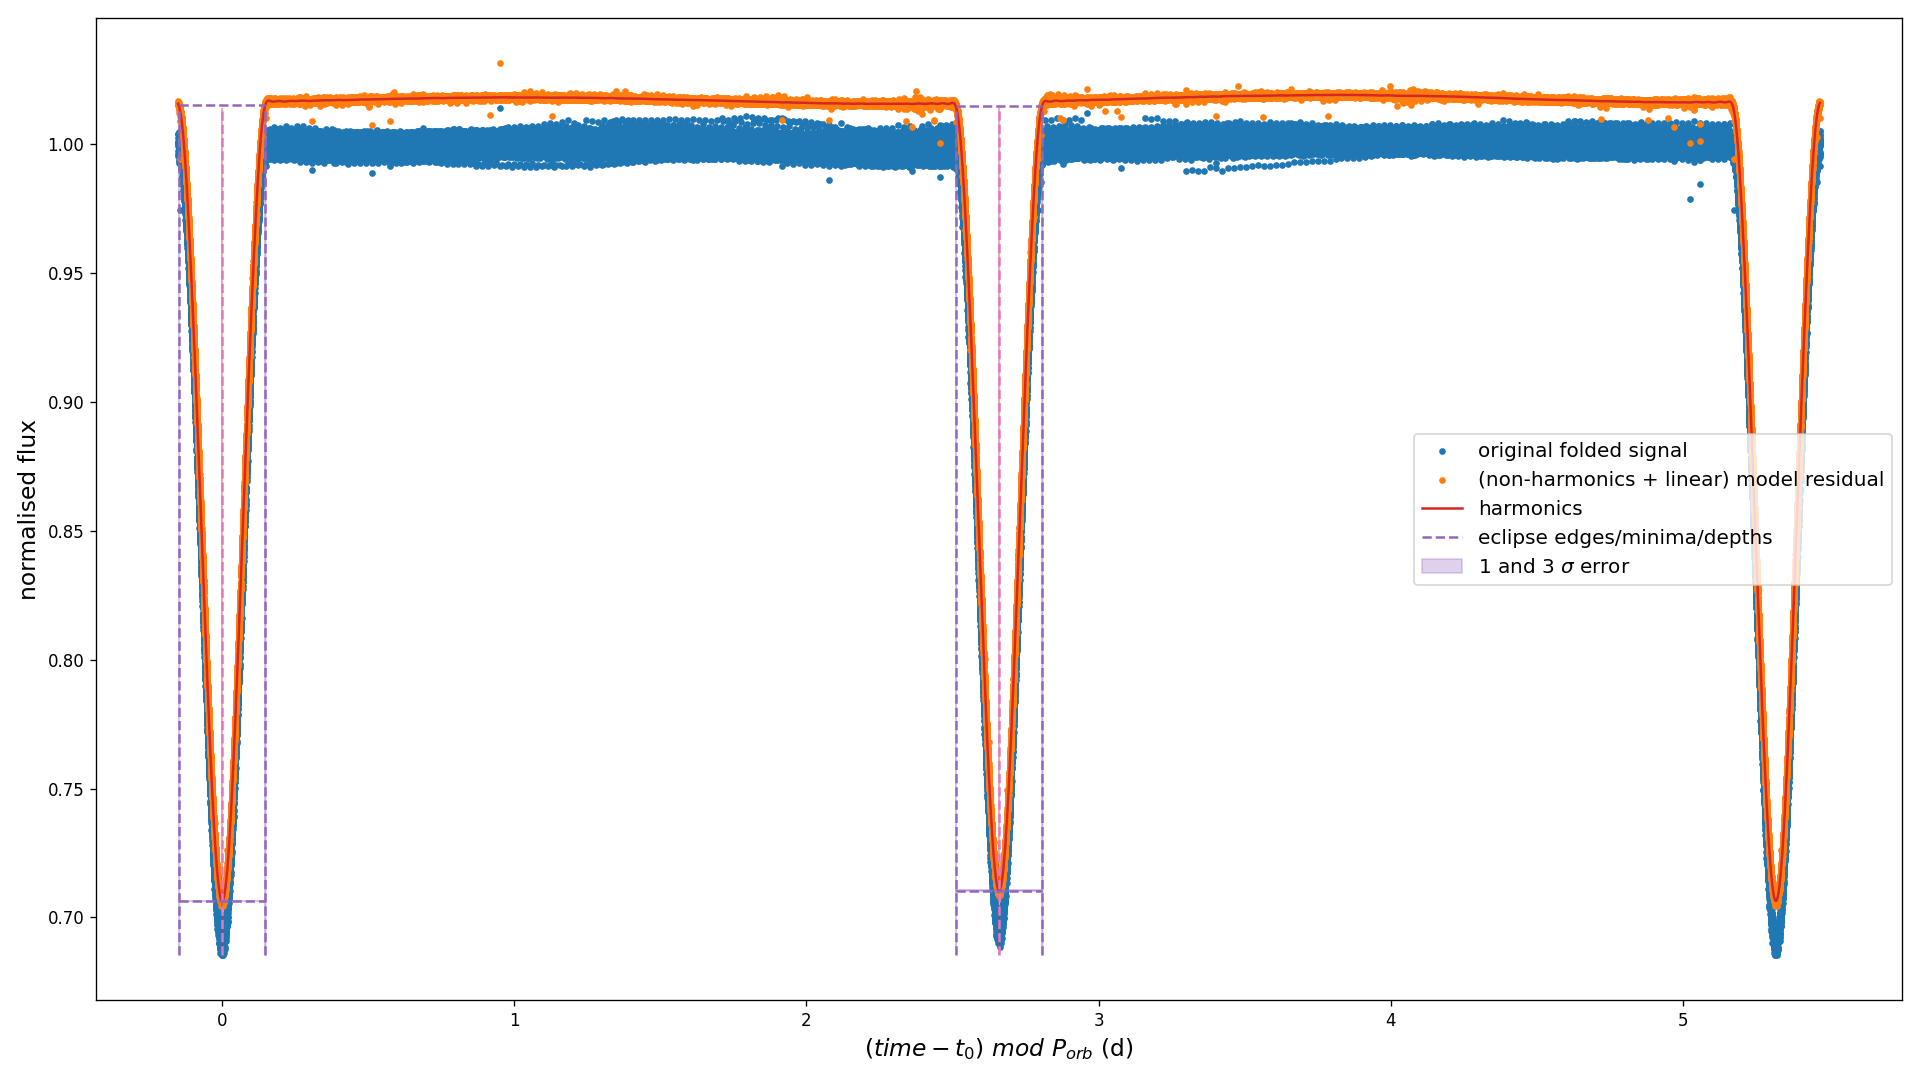 normalised flux
1.00
0.95
0.90
0.85
0.80
0.75
0.70
original folded signal
(non-harmonics + linear) model residual
harmonics
eclipse edges/minima/depths
1 and 3 σ error
0 1 2 3 4 5
(time − t₀) mod P_orb (d)